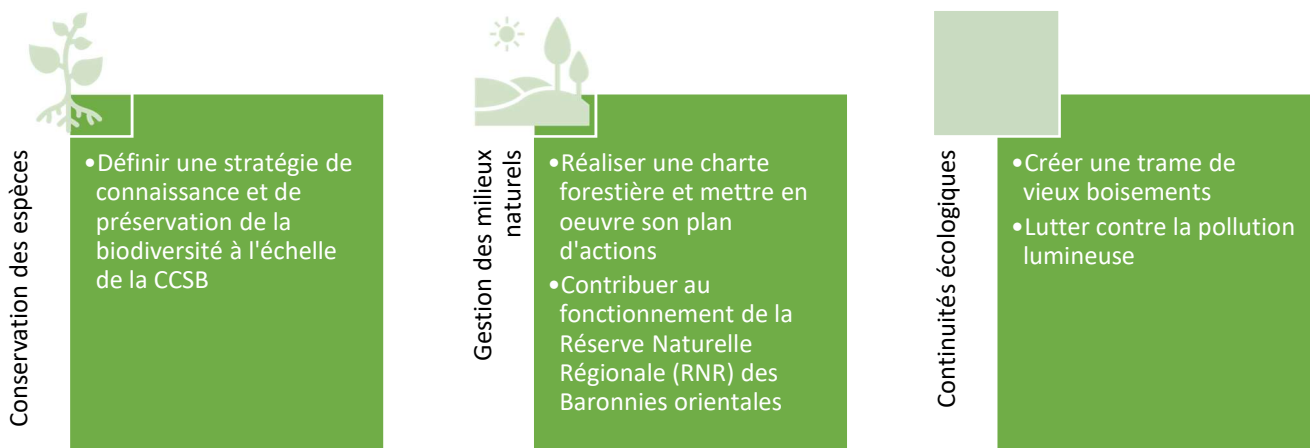 Conservation des espèces
•Définir une stratégie de
connaissance et de
préservation de la
biodiversité à l'échelle
de la CCSB
Gestion des milieux
naturels
•Réaliser une charte
forestière et mettre en
oeuvre son plan
d'actions
•Contribuer au
fonctionnement de la
Réserve Naturelle
Régionale (RNR) des
Baronnies orientales
Continuités écologiques
•Créer une trame de
vieux boisements
•Lutter contre la pollution
lumineuse